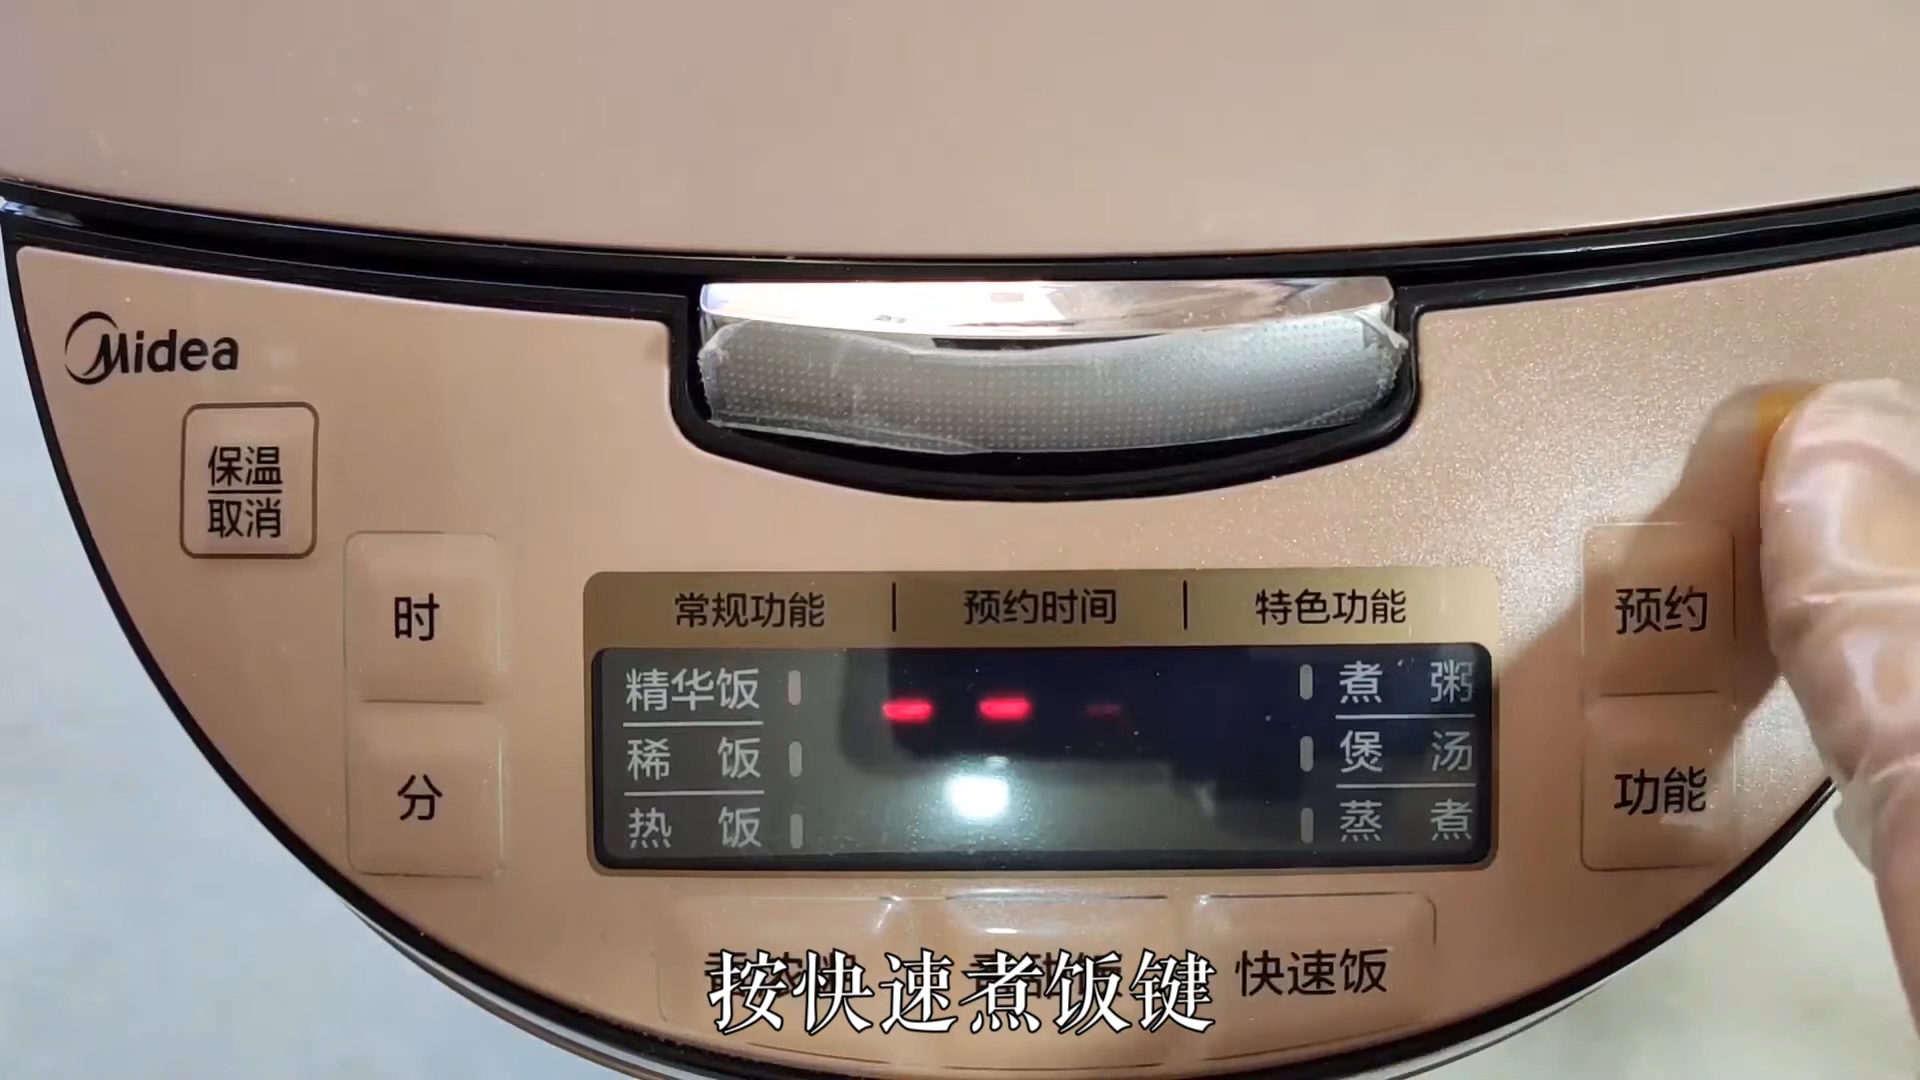 Midea
保温
取消
时
分
常规功能 预约时间 特色功能
精华饭
稀饭
热饭
煮粥
煲汤
蒸煮
预约
功能
快速饭
按快速煮饭键